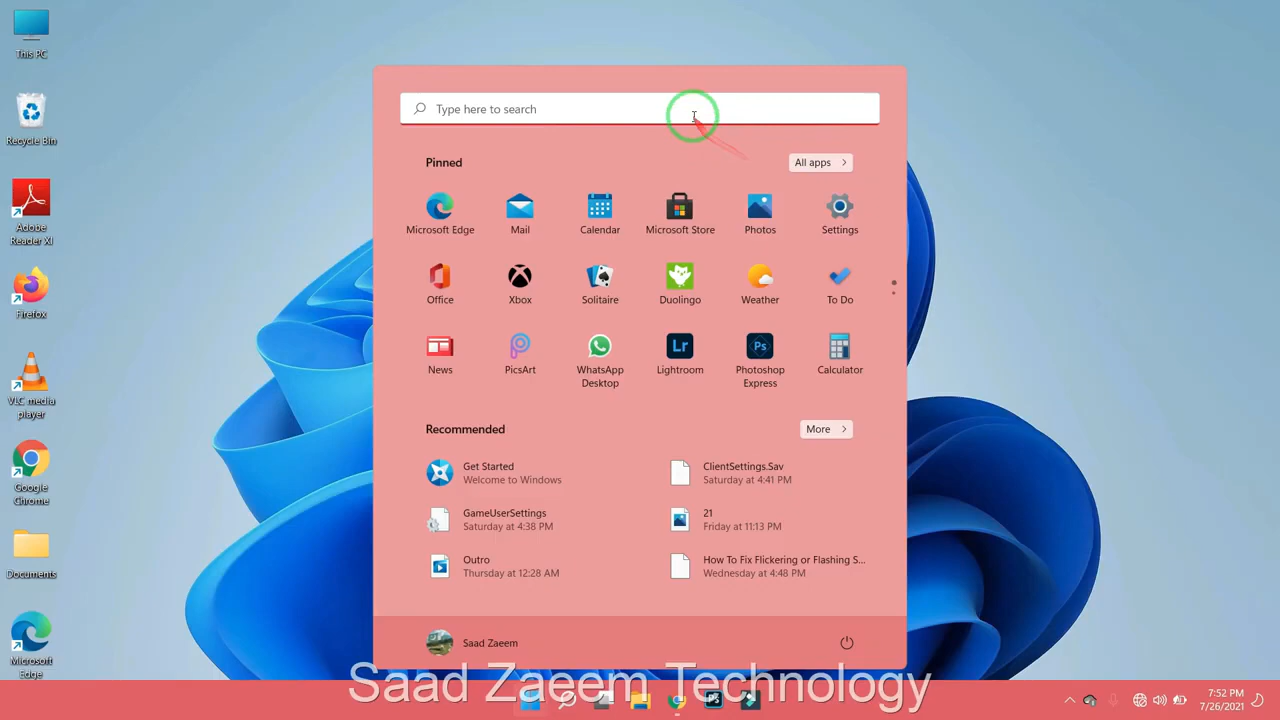 This PC
Recycle Bin
Adobe
Reader XI
Firefox
VLC media
player
Google
Chrome
Documents
Microsoft
Edge
Type here to search
Pinned
All apps
Microsoft Edge
Mail
Calendar
Microsoft Store
Photos
Settings
Office
Xbox
Solitaire
Duolingo
Weather
To Do
News
PicsArt
WhatsApp
Desktop
Lr
Lightroom
Ps
Photoshop
Express
Calculator
Recommended
More
Get Started
Welcome to Windows
ClientSettings.Sav
Saturday at 4:41 PM
GameUserSettings
Saturday at 4:38 PM
21
Friday at 11:13 PM
Outro
Thursday at 12:28 AM
How To Fix Flickering or Flashing S...
Wednesday at 4:48 PM
Saad Zaeem
Saad Zaeem Technology
Ps
7:52 PM
7/26/2021